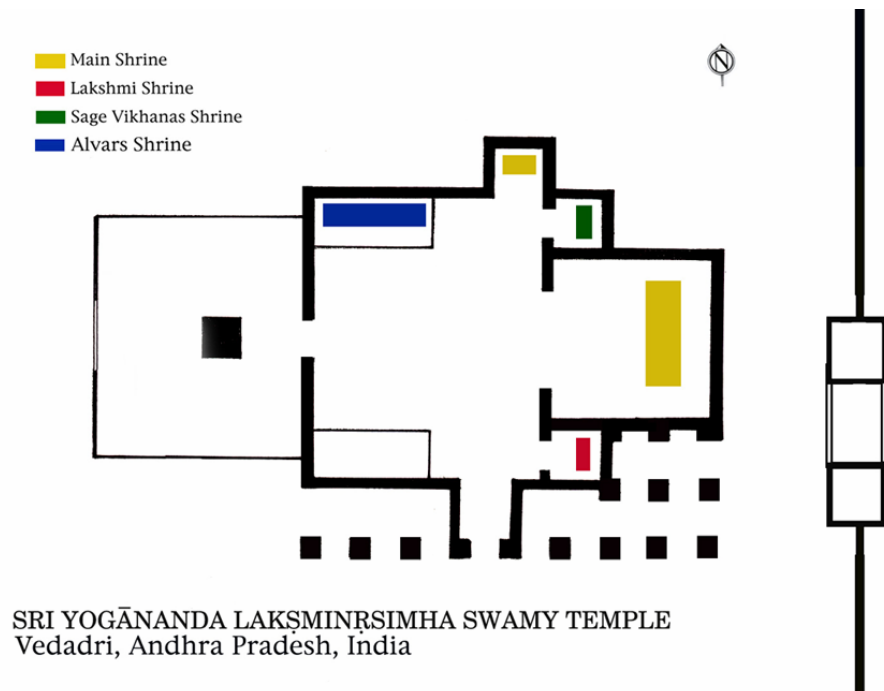 Main Shrine
Lakshmi Shrine
Sage Vikhanas Shrine
Alvars Shrine
N
SRI YOGĀNANDA LAKṢMINṚSIMHA SWAMY TEMPLE
Vedadri, Andhra Pradesh, India